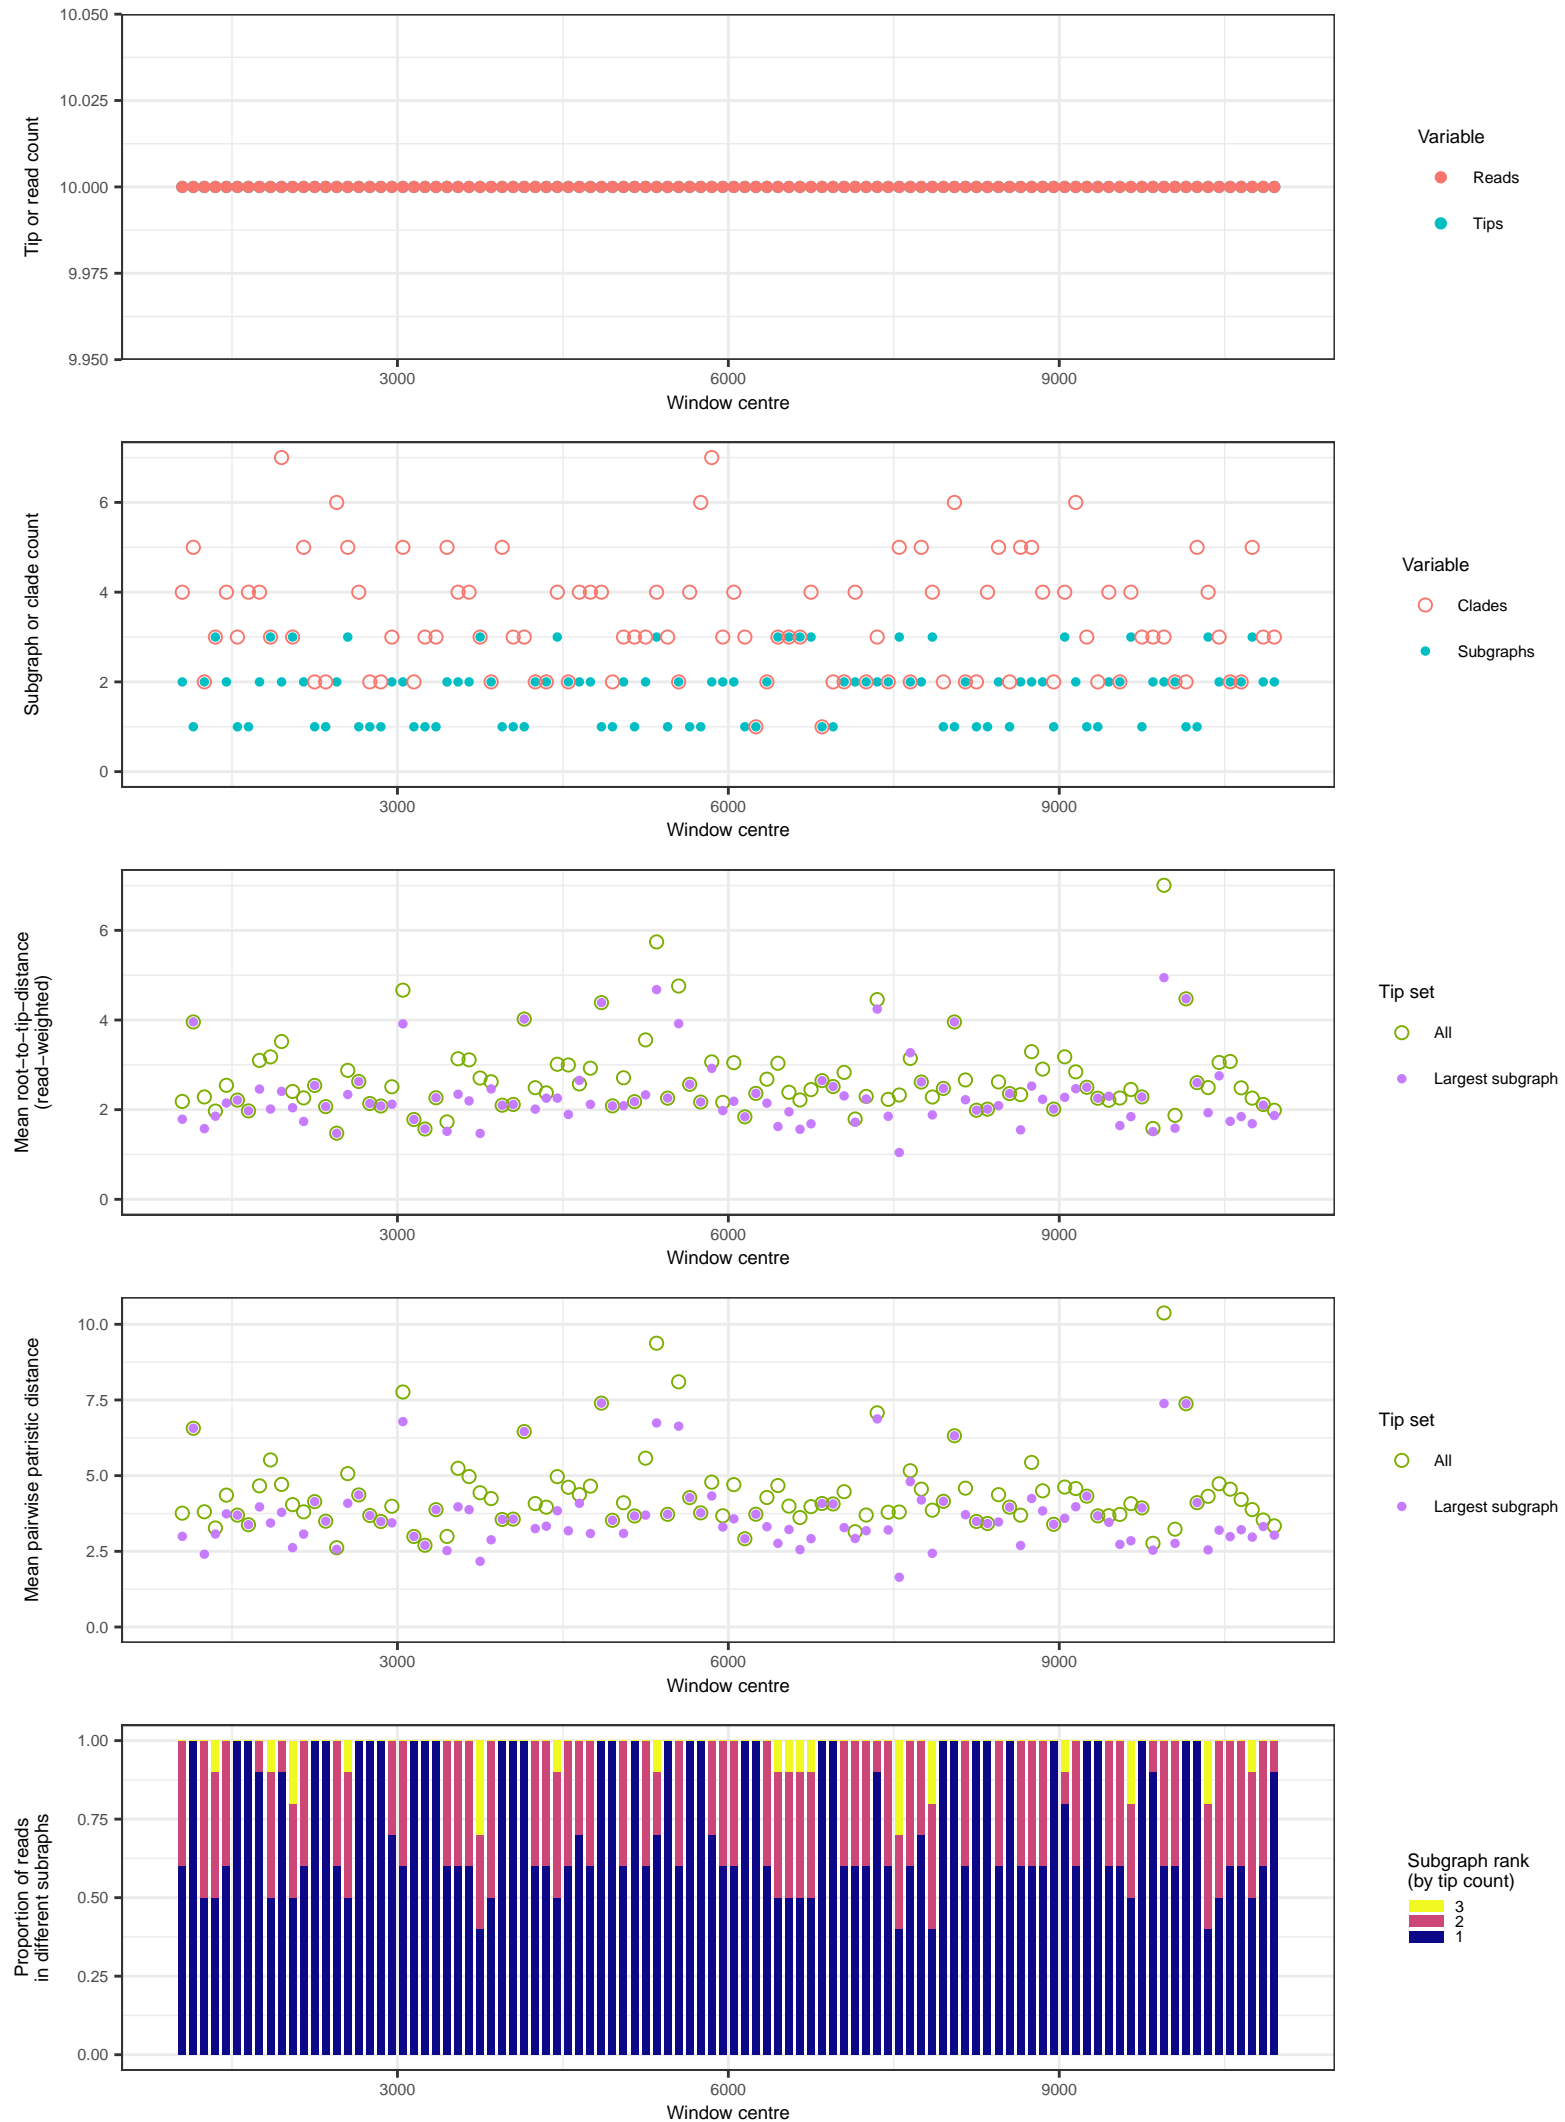 10.050
10.025
10.000
9.975
9.950
Tip or read count
3000 6000 9000
Window centre
Variable
Reads
Tips
6
4
2
0
Subgraph or clade count
3000 6000 9000
Window centre
Variable
Clades
Subgraphs
6
4
2
0
Mean root−to−tip−distance
(read−weighted)
3000 6000 9000
Window centre
Tip set
All
Largest subgraph
10.0
7.5
5.0
2.5
0.0
Mean pairwise patristic distance
3000 6000 9000
Window centre
Tip set
All
Largest subgraph
1.00
0.75
0.50
0.25
0.00
Proportion of reads
in different subraphs
3000 6000 9000
Window centre
Subgraph rank
(by tip count)
3
2
1